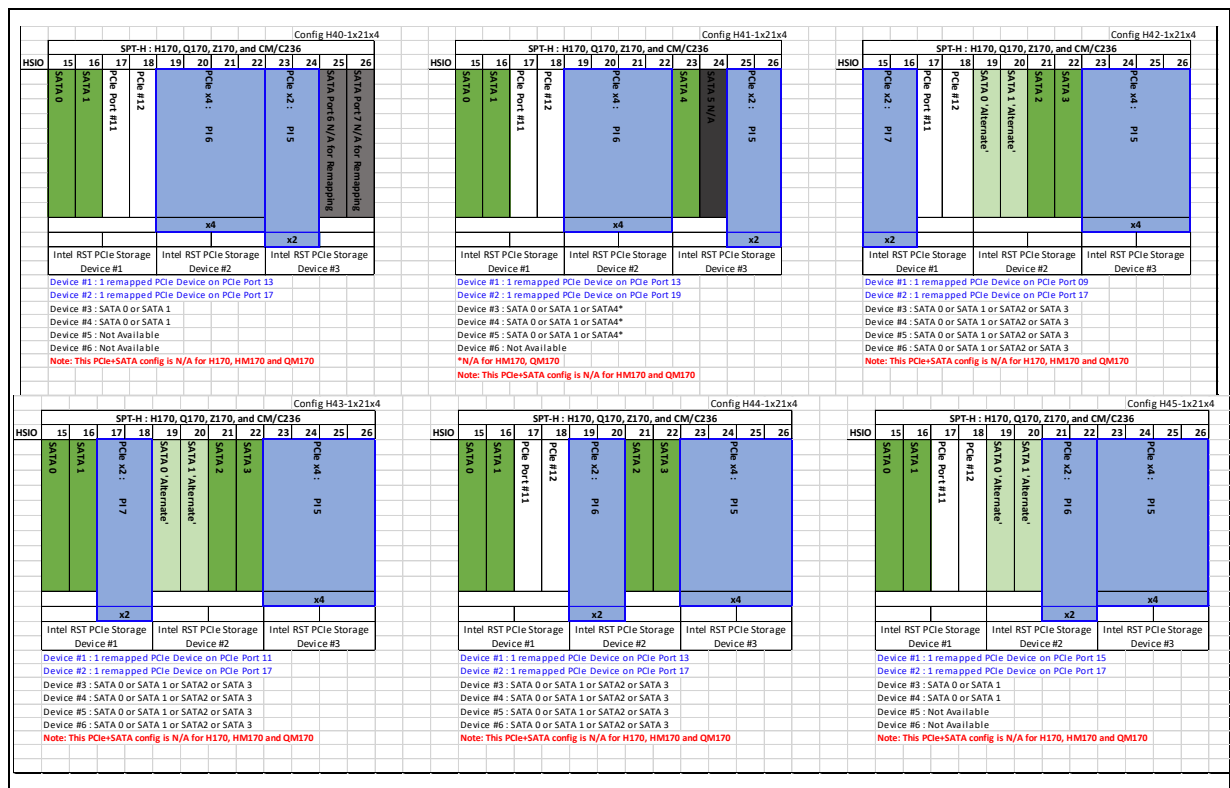 Config H40-1x21x4
SPT-H : H170, Q170, Z170, and CM/C236
HSIO 15 16 17 18 19 20 21 22 23 24 25 26
SATA 0
SATA 1
PCIe Port #11
PCIe #12
PCIe x4 : PI 6
PCIe x2 : PI 5
SATA Port 6 N/A for Remapping
SATA Port 7 N/A for Remapping
x4
x2
Intel RST PCIe Storage Device #1
Intel RST PCIe Storage Device #2
Intel RST PCIe Storage Device #3
Device #1 : 1 remapped PCIe Device on PCIe Port 13
Device #2 : 1 remapped PCIe Device on PCIe Port 17
Device #3 : SATA 0 or SATA 1
Device #4 : SATA 0 or SATA 1
Device #5 : Not Available
Device #6 : Not Available
Note: This PCIe+SATA config is N/A for H170, HM170 and QM170
Config H41-1x21x4
SPT-H : H170, Q170, Z170, and CM/C236
HSIO 15 16 17 18 19 20 21 22 23 24 25 26
SATA 0
SATA 1
PCIe Port #11
PCIe #12
PCIe x4 : PI 6
SATA 4
SATA 5 N/A
PCIe x2 : PI 5
x4
x2
Intel RST PCIe Storage Device #1
Intel RST PCIe Storage Device #2
Intel RST PCIe Storage Device #3
Device #1 : 1 remapped PCIe Device on PCIe Port 13
Device #2 : 1 remapped PCIe Device on PCIe Port 19
Device #3 : SATA 0 or SATA 1 or SATA4*
Device #4 : SATA 0 or SATA 1 or SATA4*
Device #5 : SATA 0 or SATA 1 or SATA4*
Device #6 : Not Available
*N/A for HM170, QM170
Note: This PCIe+SATA config is N/A for HM170 and QM170
Config H42-1x21x4
SPT-H : H170, Q170, Z170, and CM/C236
HSIO 15 16 17 18 19 20 21 22 23 24 25 26
PCIe x2 : PI 7
PCIe Port #11
PCIe #12
SATA 0 'Alternate'
SATA 1 'Alternate'
SATA 2
SATA 3
PCIe x4 : PI 5
x4
x2
Intel RST PCIe Storage Device #1
Intel RST PCIe Storage Device #2
Intel RST PCIe Storage Device #3
Device #1 : 1 remapped PCIe Device on PCIe Port 09
Device #2 : 1 remapped PCIe Device on PCIe Port 17
Device #3 : SATA 0 or SATA 1 or SATA2 or SATA 3
Device #4 : SATA 0 or SATA 1 or SATA2 or SATA 3
Device #5 : SATA 0 or SATA 1 or SATA2 or SATA 3
Device #6 : SATA 0 or SATA 1 or SATA2 or SATA 3
Note: This PCIe+SATA config is N/A for H170, HM170 and QM170
Config H43-1x21x4
SPT-H : H170, Q170, Z170, and CM/C236
HSIO 15 16 17 18 19 20 21 22 23 24 25 26
SATA 0
SATA 1
PCIe x2 : PI 7
SATA 0 'Alternate'
SATA 1 'Alternate'
SATA 2
SATA 3
PCIe x4 : PI 5
x4
x2
Intel RST PCIe Storage Device #1
Intel RST PCIe Storage Device #2
Intel RST PCIe Storage Device #3
Device #1 : 1 remapped PCIe Device on PCIe Port 11
Device #2 : 1 remapped PCIe Device on PCIe Port 17
Device #3 : SATA 0 or SATA 1 or SATA2 or SATA 3
Device #4 : SATA 0 or SATA 1 or SATA2 or SATA 3
Device #5 : SATA 0 or SATA 1 or SATA2 or SATA 3
Device #6 : SATA 0 or SATA 1 or SATA2 or SATA 3
Note: This PCIe+SATA config is N/A for H170, HM170 and QM170
Config H44-1x21x4
SPT-H : H170, Q170, Z170, and CM/C236
HSIO 15 16 17 18 19 20 21 22 23 24 25 26
SATA 0
SATA 1
PCIe Port #11
PCIe #12
PCIe x2 : PI 6
SATA 2
SATA 3
PCIe x4 : PI 5
x4
x2
Intel RST PCIe Storage Device #1
Intel RST PCIe Storage Device #2
Intel RST PCIe Storage Device #3
Device #1 : 1 remapped PCIe Device on PCIe Port 13
Device #2 : 1 remapped PCIe Device on PCIe Port 17
Device #3 : SATA 0 or SATA 1 or SATA2 or SATA 3
Device #4 : SATA 0 or SATA 1 or SATA2 or SATA 3
Device #5 : SATA 0 or SATA 1 or SATA2 or SATA 3
Device #6 : SATA 0 or SATA 1 or SATA2 or SATA 3
Note: This PCIe+SATA config is N/A for H170, HM170 and QM170
Config H45-1x21x4
SPT-H : H170, Q170, Z170, and CM/C236
HSIO 15 16 17 18 19 20 21 22 23 24 25 26
SATA 0
SATA 1
PCIe Port #11
PCIe #12
SATA 0 'Alternate'
SATA 1 'Alternate'
PCIe x2 : PI 6
PCIe x4 : PI 5
x4
x2
Intel RST PCIe Storage Device #1
Intel RST PCIe Storage Device #2
Intel RST PCIe Storage Device #3
Device #1 : 1 remapped PCIe Device on PCIe Port 15
Device #2 : 1 remapped PCIe Device on PCIe Port 17
Device #3 : SATA 0 or SATA 1
Device #4 : SATA 0 or SATA 1
Device #5 : Not Available
Device #6 : Not Available
Note: This PCIe+SATA config is N/A for H170, HM170 and QM170